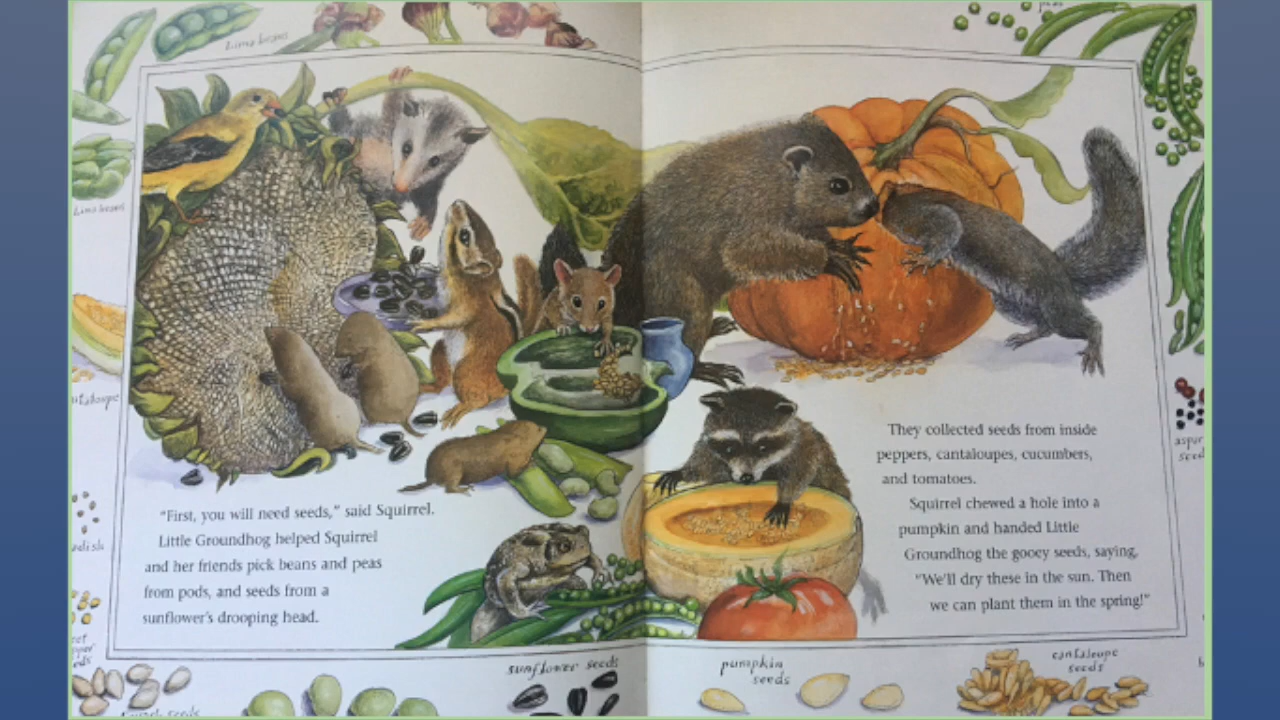 Lima beans
peas
Lima beans
"First, you will need seeds," said Squirrel.
Little Groundhog helped Squirrel
and her friends pick beans and peas
from pods, and seeds from a
sunflower's drooping head.
They collected seeds from inside
peppers, cantaloupes, cucumbers,
and tomatoes.
Squirrel chewed a hole into a
pumpkin and handed Little
Groundhog the gooey seeds, saying,
"We'll dry these in the sun. Then
we can plant them in the spring!"
sunflower seeds
pumpkin
seeds
cantaloupe
seeds